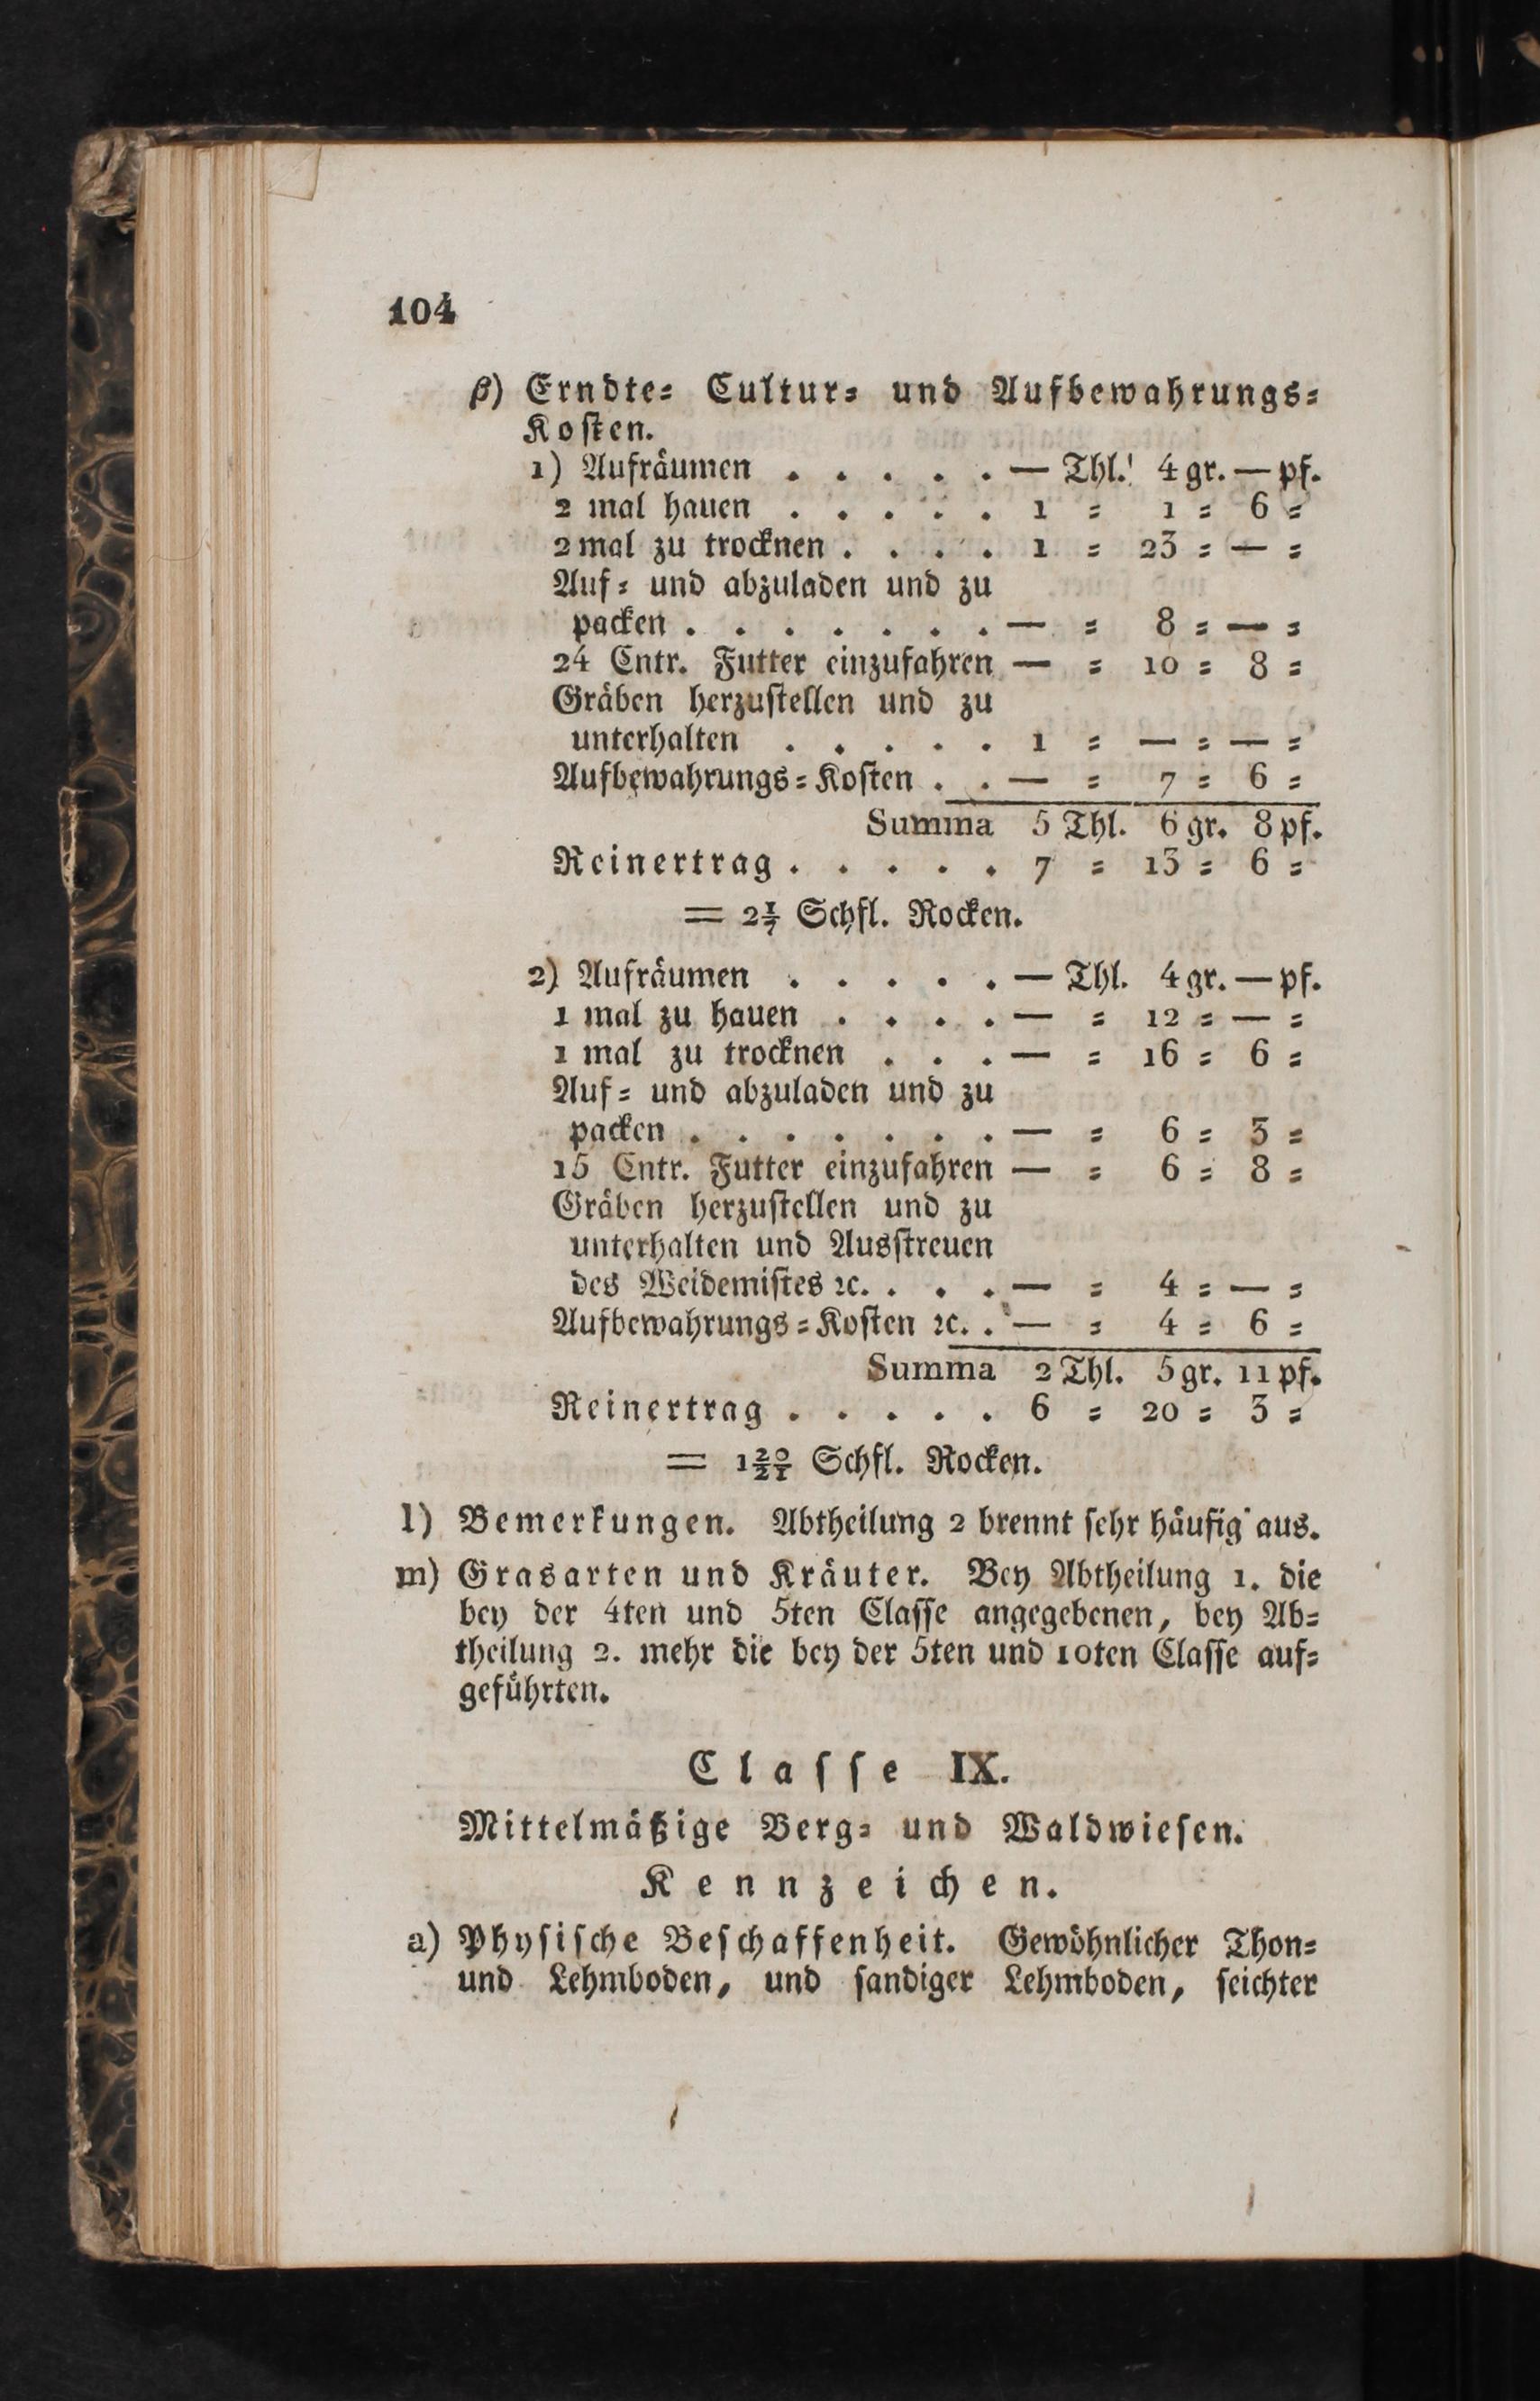 104
β) Erndte⸗ Cultur⸗ und Aufbewahrungs⸗
Kosten.
1) Aufräumen . . . . . — Thl. 4 gr. — pf.
2 mal hauen . . . . . 1 ⸗ 1 ⸗ 6 ⸗
2 mal zu trocknen . . . . 1 ⸗ 23 ⸗ — ⸗
Auf⸗ und abzuladen und zu
packen . . . . . . . — ⸗ 8 ⸗ — ⸗
24 Cntr. Futter einzufahren — ⸗ 10 ⸗ 8 ⸗
Gräben herzustellen und zu
unterhalten . . . . . 1 ⸗ — ⸗ — ⸗
Aufbewahrungs⸗Kosten . . — ⸗ 7 ⸗ 6 ⸗
Summa 5 Thl. 6 gr. 8 pf.
Reinertrag . . . . . 7 ⸗ 13 ⸗ 6 ⸗
= 2 1/7 Schfl. Rocken.
2) Aufräumen . . . . . — Thl. 4 gr. — pf.
1 mal zu hauen . . . . — ⸗ 12 ⸗ — ⸗
1 mal zu trocknen . . . — ⸗ 16 ⸗ 6 ⸗
Auf⸗ und abzuladen und zu
packen . . . . . . . — ⸗ 6 ⸗ 3 ⸗
15 Cntr. Futter einzufahren — ⸗ 6 ⸗ 8 ⸗
Gräben herzustellen und zu
unterhalten und Ausstreuen
des Weidemistes ꝛc. . . . — ⸗ 4 ⸗ — ⸗
Aufbewahrungs⸗Kosten ꝛc. . — ⸗ 4 ⸗ 6 ⸗
Summa 2 Thl. 5 gr. 11 pf.
Reinertrag . . . . . 6 ⸗ 20 ⸗ 3 ⸗
= 1 20/21 Schfl. Rocken.
l) Bemerkungen. Abtheilung 2 brennt sehr häufig aus.
m) Grasarten und Kräuter. Bey Abtheilung 1. die
bey der 4ten und 5ten Classe angegebenen, bey Ab⸗
theilung 2. mehr die bey der 5ten und 10ten Classe auf⸗
geführten.
Classe IX.
Mittelmäßige Berg⸗ und Waldwiesen.
Kennzeichen.
a) Physische Beschaffenheit. Gewöhnlicher Thon⸗
und Lehmboden, und sandiger Lehmboden, seichter